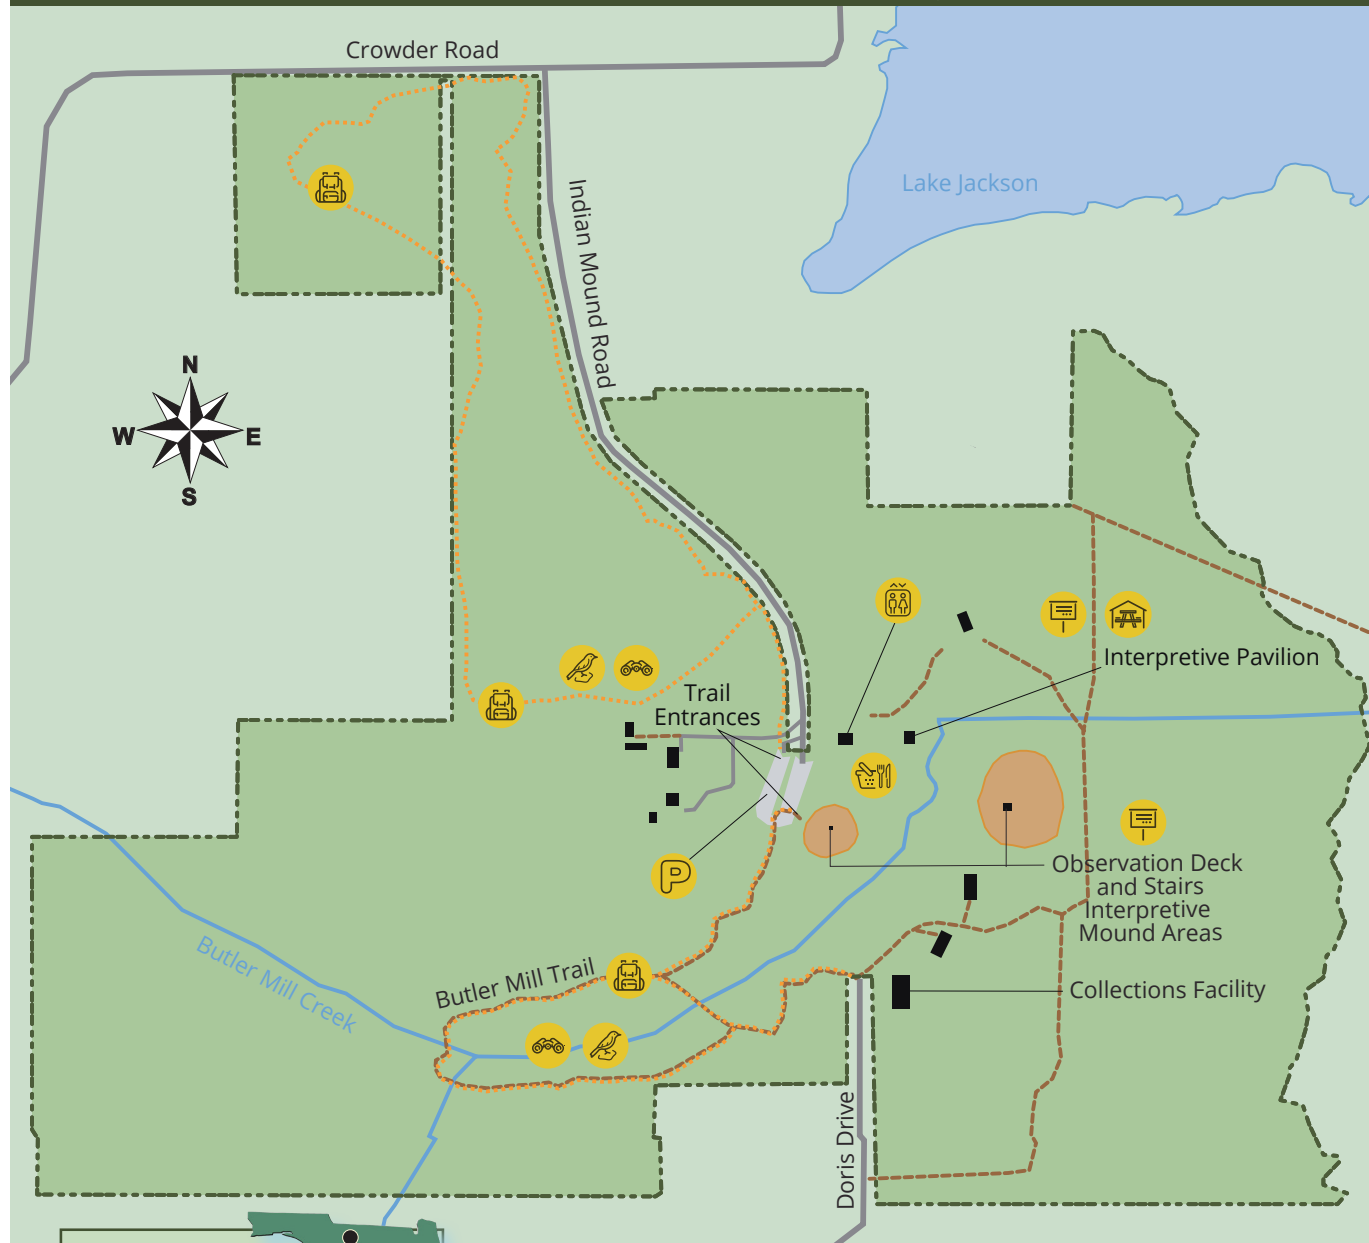 Crowder Road
Lake Jackson
Indian Mound Road
N
W
E
S
Interpretive Pavilion
Trail
Entrances
P
Observation Deck
and Stairs
Interpretive
Mound Areas
Butler Mill Creek
Butler Mill Trail
Collections Facility
Doris Drive